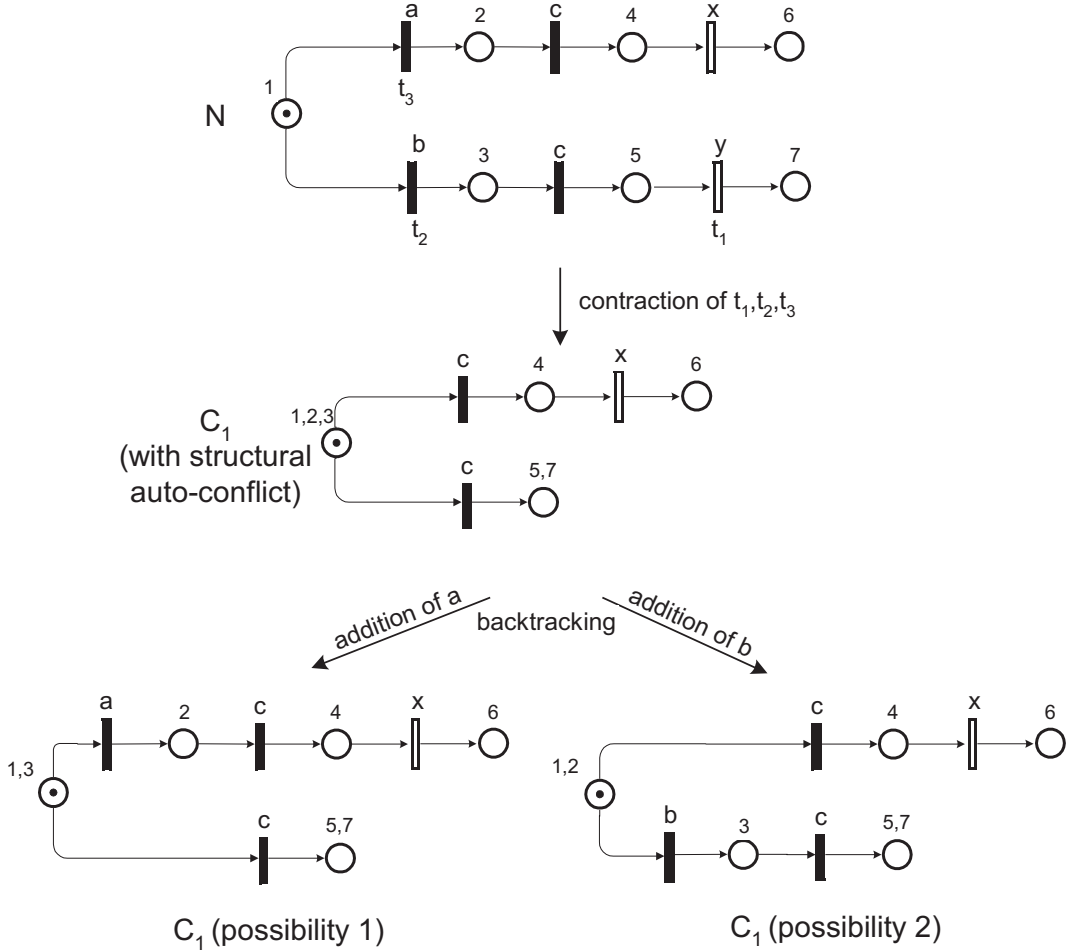 a 2 c 4 x 6
t3
1
N
b 3 c 5 y 7
t2 t1
contraction of t1,t2,t3
c 4 x 6
1,2,3
C1
(with structural
auto-conflict)
c 5,7
addition of a
backtracking
addition of b
a 2 c 4 x 6
1,3
c 5,7
C1 (possibility 1)
c 4 x 6
1,2
b 3 c 5,7
C1 (possibility 2)